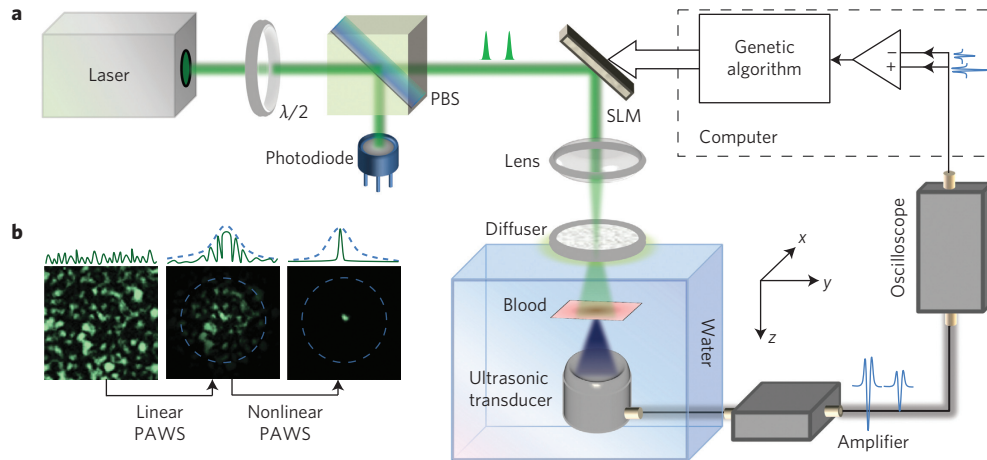 a
Laser
λ/2
PBS
Photodiode
SLM
Genetic
algorithm
−
+
Computer
Lens
Diffuser
Blood
Water
Ultrasonic
transducer
x
y
z
Oscilloscope
Amplifier
b
Linear
PAWS
Nonlinear
PAWS